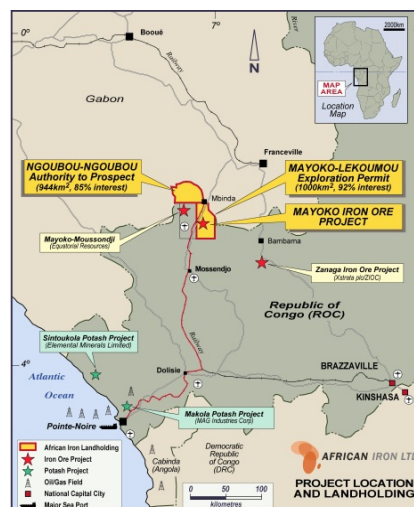 0°
Booué
7°
River
2000km
MAP
AREA
Location
Map
Railway
N
Gabon
Franceville
NGOUBOU-NGOUBOU
Authority to Prospect
(944km², 85% interest)
MAYOKO-LEKOUMOU
Exploration Permit
(1000km², 92% interest)
Mbinda
MAYOKO IRON ORE
PROJECT
Mayoko-Moussondji
(Equatorial Resources)
Bambama
Mossendjo
Zanaga Iron Ore Project
(Xstrata plc/ZIOC)
Republic of
Congo (ROC)
Sintoukola Potash Project
(Elemental Minerals Limited)
Railway
4°
Dolisie
BRAZZAVILLE
Atlantic
Ocean
KINSHASA
Makola Potash Project
(MAG Industries Corp)
Pointe-Noire
African Iron Landholding
Iron Ore Project
Potash Project
Oil/Gas Field
National Capital City
Major Sea Port
Cabinda
(Angola)
Democratic
Republic of
Congo
(DRC)
0 50 100
kilometres
AFRICAN IRON LTD
PROJECT LOCATION
AND LANDHOLDING